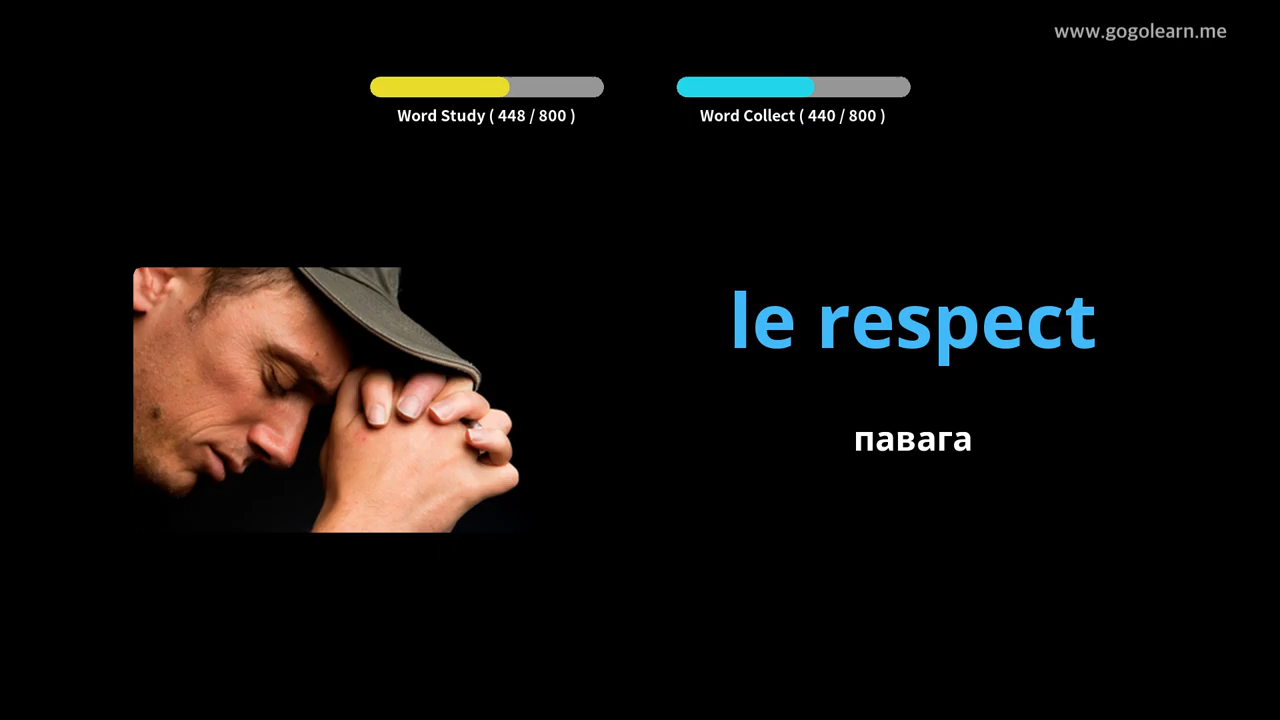 www.gogolearn.me
Word Study ( 448 / 800 )
Word Collect ( 440 / 800 )
le respect
павага